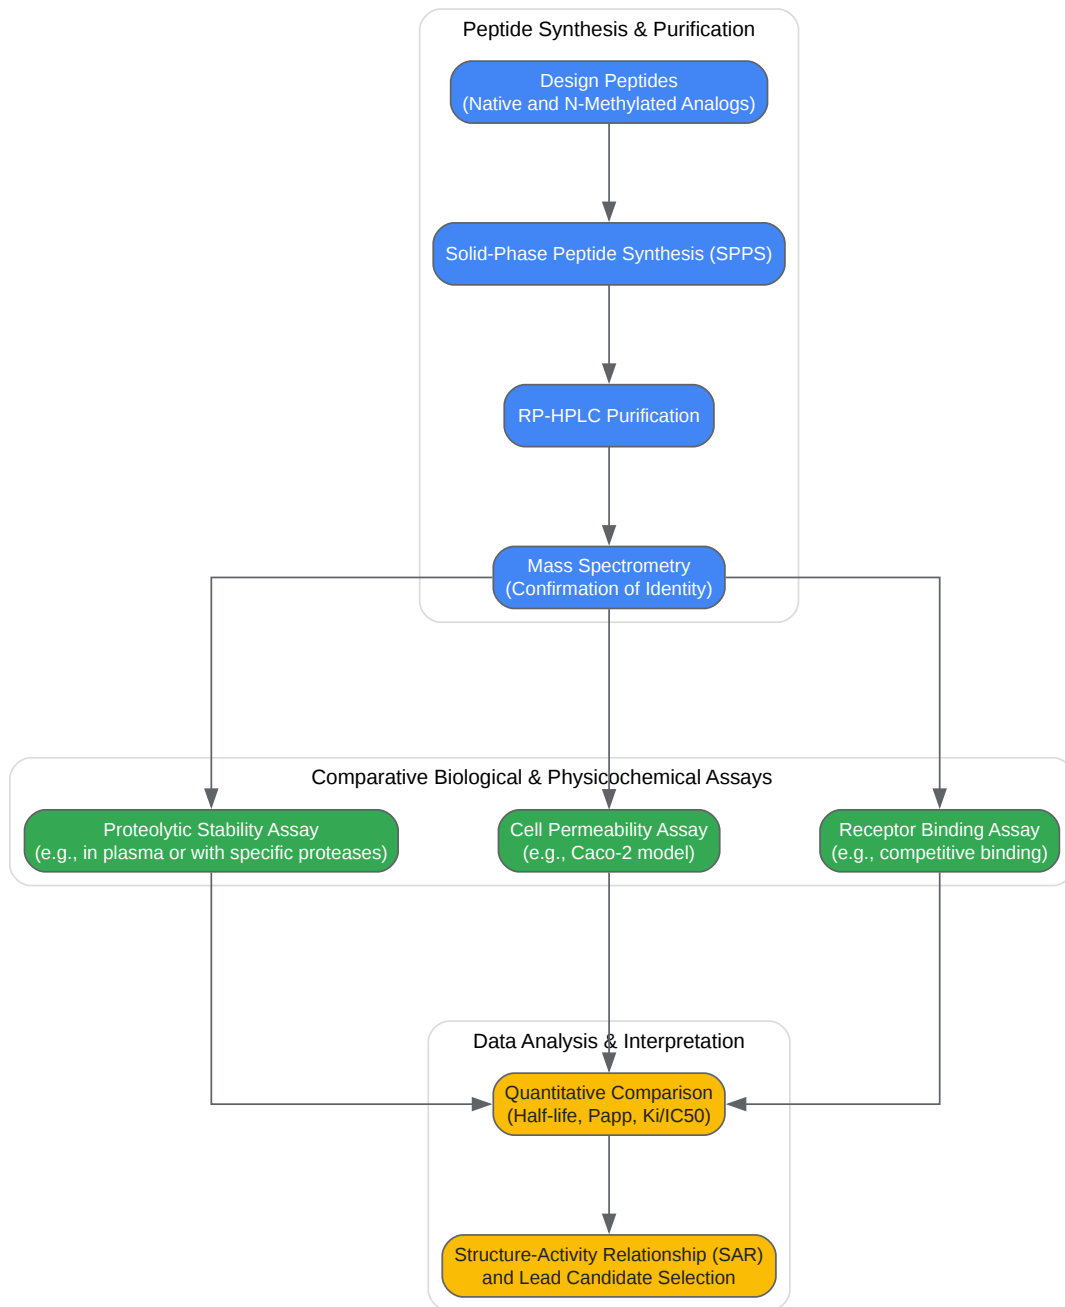 Peptide Synthesis & Purification
Design Peptides
(Native and N-Methylated Analogs)
Solid-Phase Peptide Synthesis (SPPS)
RP-HPLC Purification
Mass Spectrometry
(Confirmation of Identity)
Comparative Biological & Physicochemical Assays
Proteolytic Stability Assay
(e.g., in plasma or with specific proteases)
Cell Permeability Assay
(e.g., Caco-2 model)
Receptor Binding Assay
(e.g., competitive binding)
Data Analysis & Interpretation
Quantitative Comparison
(Half-life, Papp, Ki/IC50)
Structure-Activity Relationship (SAR)
and Lead Candidate Selection